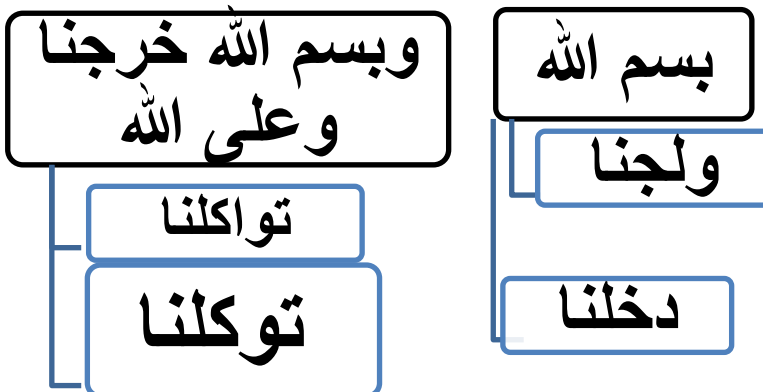 بسم الله
ولجنا
دخلنا
وبسم الله خرجنا
وعلى الله
تواكلنا
توكلنا